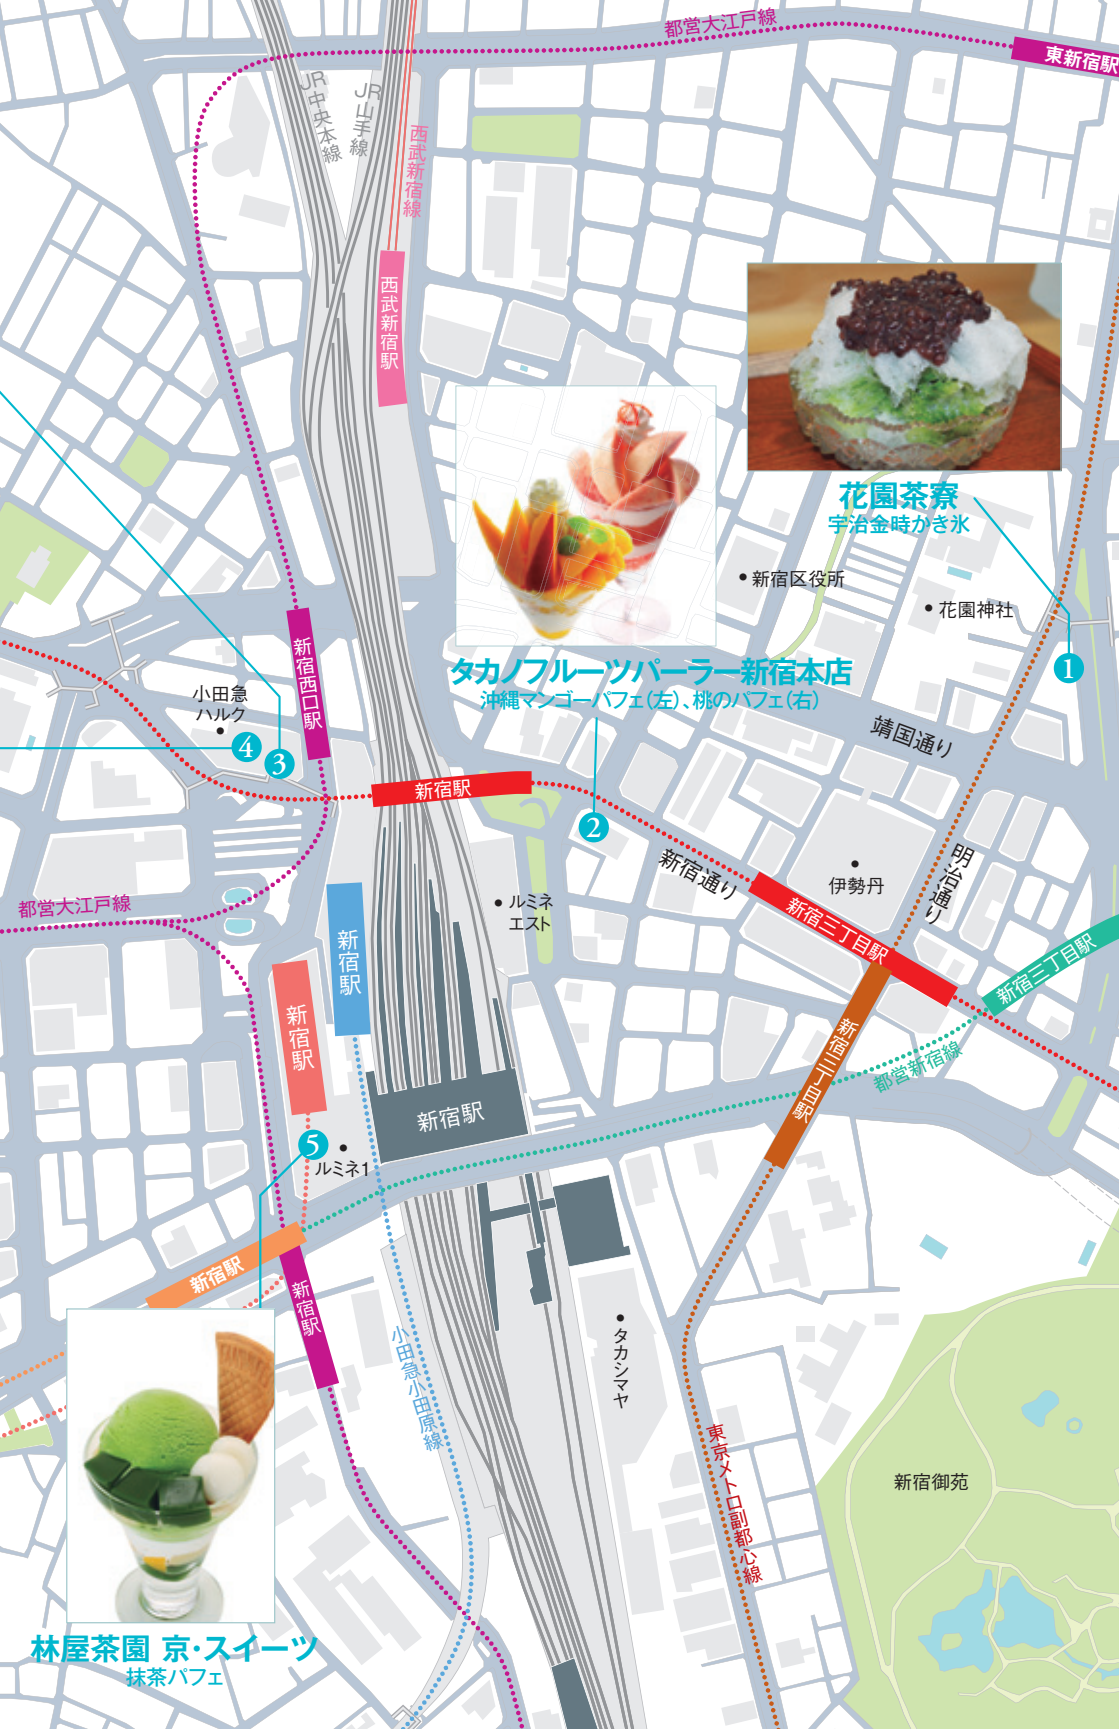 都営大江戸線
東新宿駅
JR中央本線
JR山手線
西武新宿線
西武新宿駅
花園茶寮
宇治金時かき氷
新宿区役所
花園神社
1
新宿西口駅
タカノフルーツパーラー新宿本店
沖縄マンゴーパフェ(左)、桃のパフェ(右)
小田急
ハルク
4
3
靖国通り
新宿駅
2
新宿通り
伊勢丹
明治通り
ルミネ
エスト
都営大江戸線
新宿三丁目駅
新宿三丁目駅
新宿駅
新宿駅
新宿三丁目駅
都営新宿線
新宿駅
5
ルミネ1
新宿駅
新宿駅
小田急小田原線
タカシマヤ
東京メトロ副都心線
新宿御苑
林屋茶園 京・スイーツ
抹茶パフェ